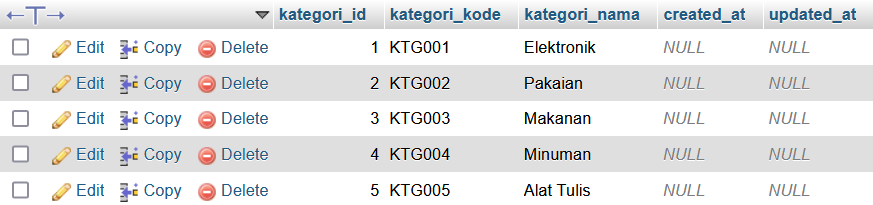 kategori_id kategori_kode kategori_nama created_at updated_at
Edit Copy Delete 1 KTG001 Elektronik NULL NULL
Edit Copy Delete 2 KTG002 Pakaian NULL NULL
Edit Copy Delete 3 KTG003 Makanan NULL NULL
Edit Copy Delete 4 KTG004 Minuman NULL NULL
Edit Copy Delete 5 KTG005 Alat Tulis NULL NULL